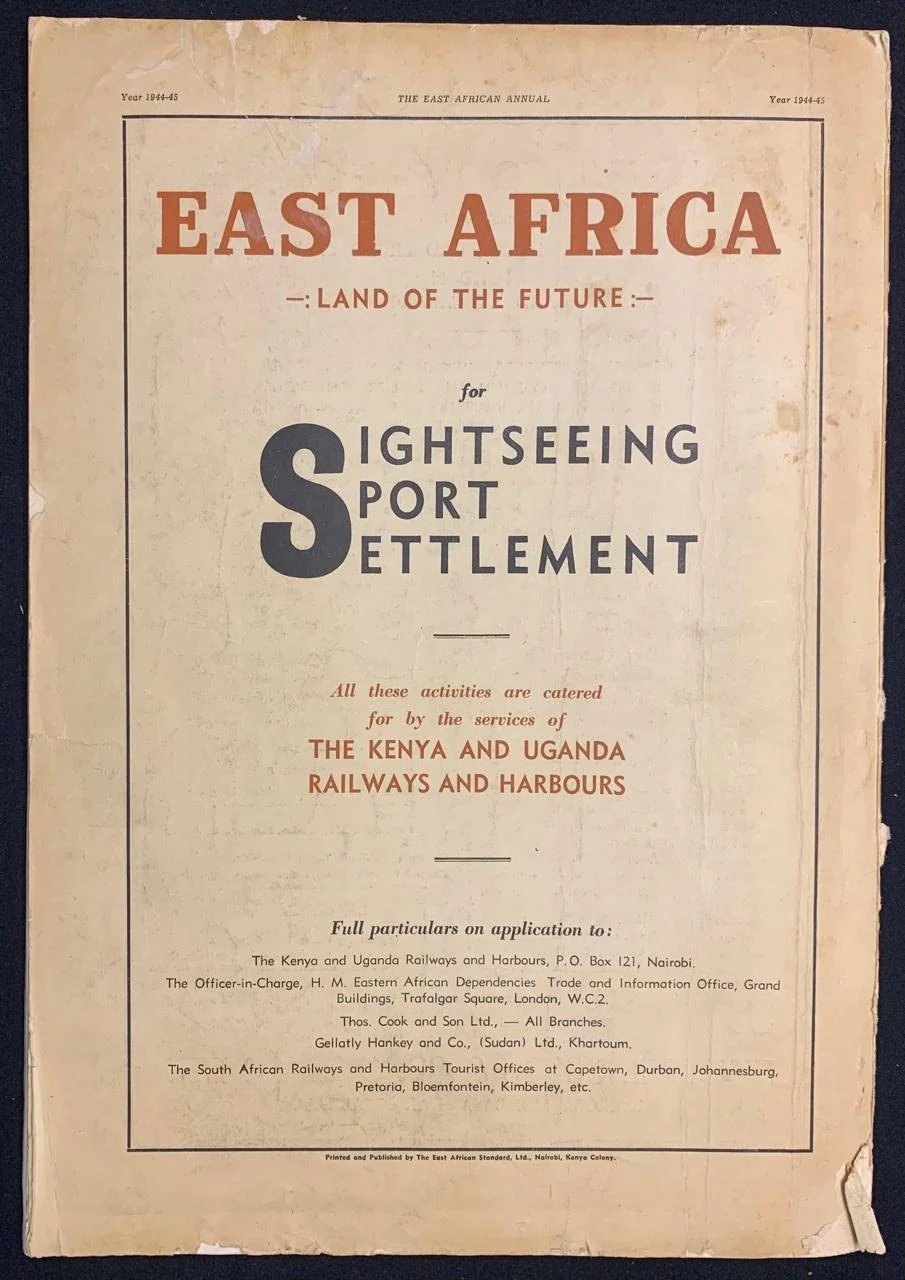 Year 1944-45 THE EAST AFRICAN ANNUAL Year 1944-45
EAST AFRICA
—: LAND OF THE FUTURE :—
for
SIGHTSEEING
SPORT
SETTLEMENT
All these activities are catered
for by the services of
THE KENYA AND UGANDA
RAILWAYS AND HARBOURS
Full particulars on application to:
The Kenya and Uganda Railways and Harbours, P.O. Box 121, Nairobi.
The Officer-in-Charge, H. M. Eastern African Dependencies Trade and Information Office, Grand
Buildings, Trafalgar Square, London, W.C.2.
Thos. Cook and Son Ltd., — All Branches.
Gellatly Hankey and Co., (Sudan) Ltd., Khartoum.
The South African Railways and Harbours Tourist Offices at Capetown, Durban, Johannesburg,
Pretoria, Bloemfontein, Kimberley, etc.
Printed and Published by The East African Standard, Ltd., Nairobi, Kenya Colony.